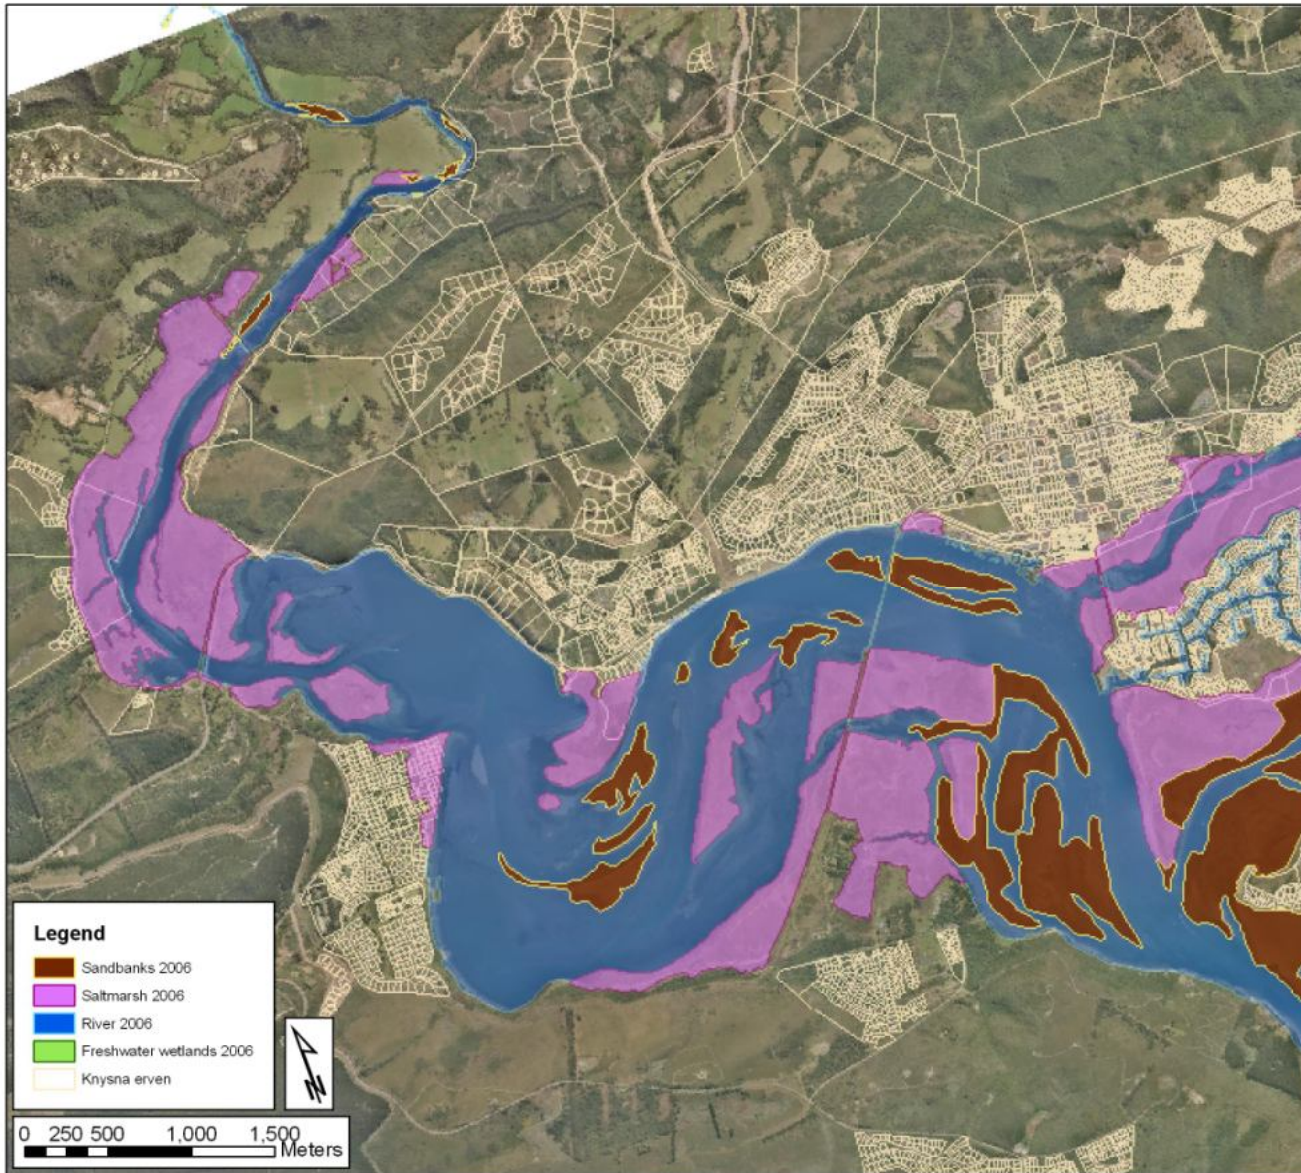 Legend
Sandbanks 2006
Saltmarsh 2006
River 2006
Freshwater wetlands 2006
Knysna erven
N
0 250 500 1,000 1,500
Meters